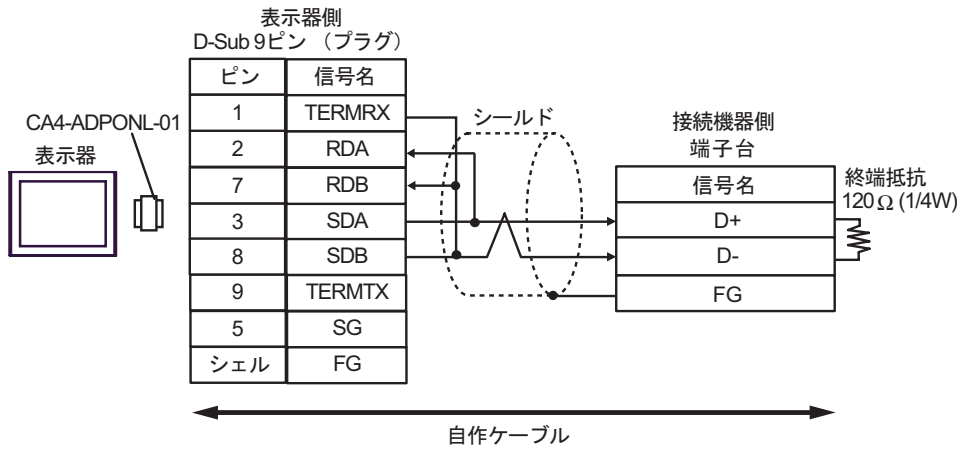 表示器側
D-Sub 9ピン （プラグ）
ピン 信号名
1 TERMRX
2 RDA
7 RDB
3 SDA
8 SDB
9 TERMTX
5 SG
シェル FG
CA4-ADPONL-01
表示器
シールド
接続機器側
端子台
信号名
D+
D-
FG
終端抵抗
120Ω (1/4W)
自作ケーブル